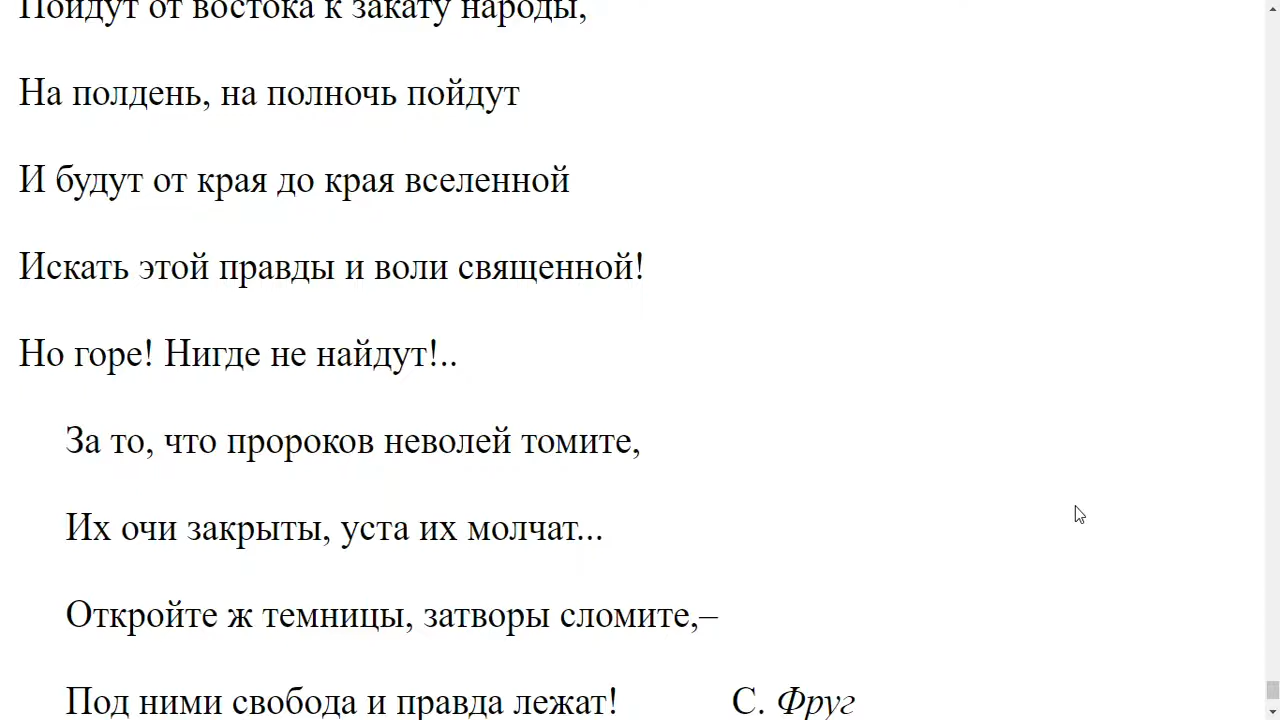 Пойдут от востока к закату народы,
На полдень, на полночь пойдут
И будут от края до края вселенной
Искать этой правды и воли священной!
Но горе! Нигде не найдут!..
За то, что пророков неволей томите,
Их очи закрыты, уста их молчат...
Откройте ж темницы, затворы сломите,–
Под ними свобода и правда лежат! С. Фруг